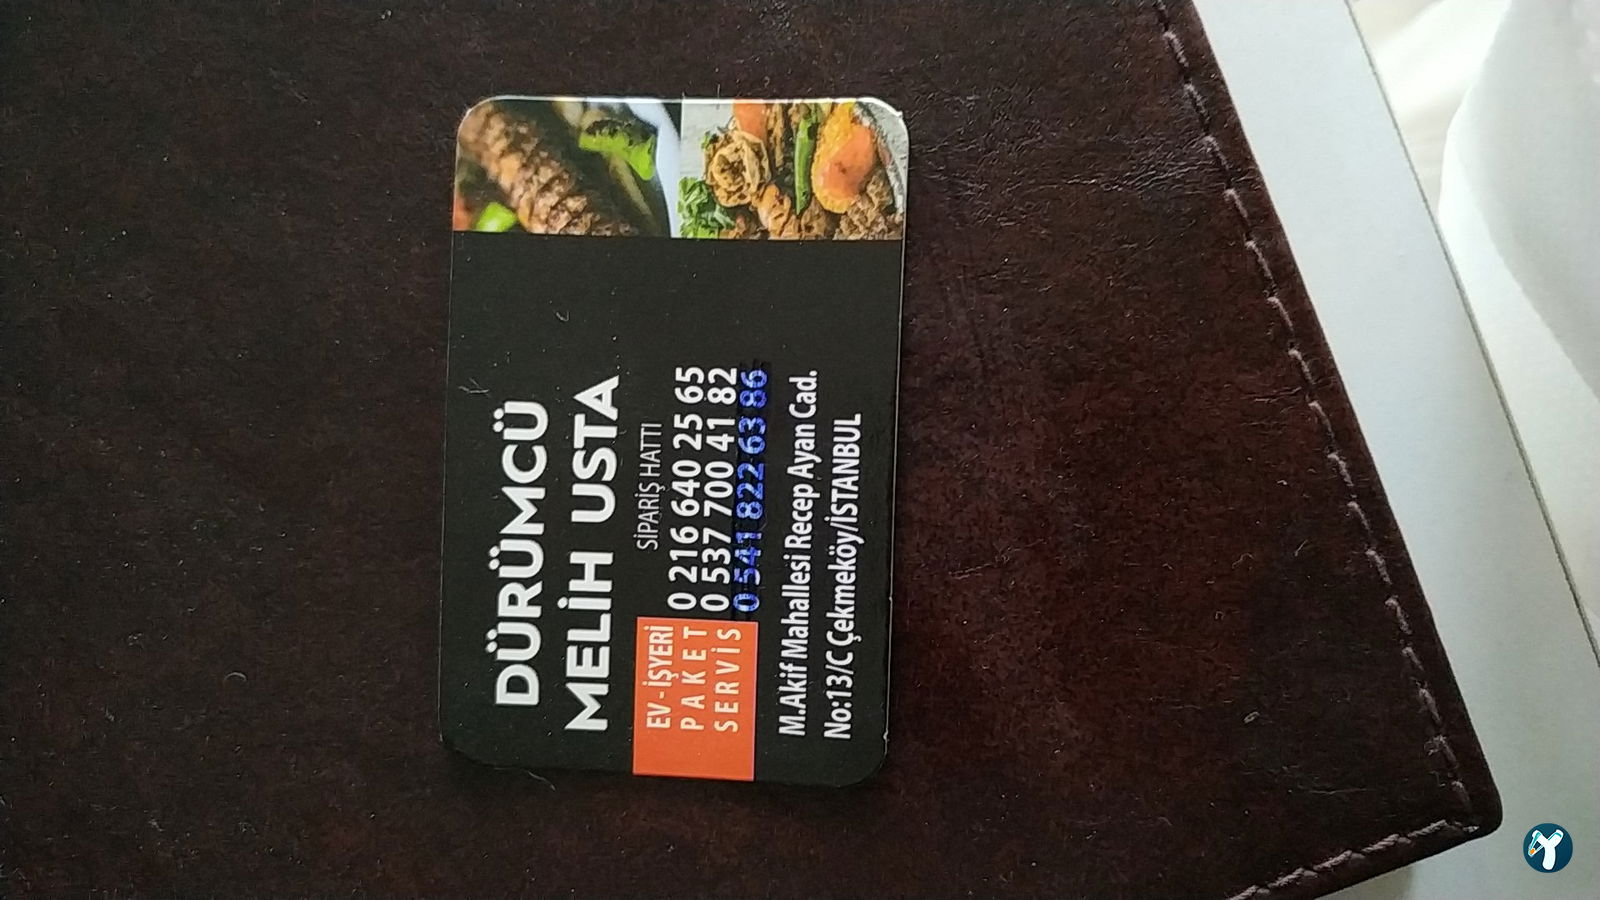 DÜRÜMCÜ
MELİH USTA
SİPARİŞ HATTI
EV - İŞYERİ
PAKET
SERVİS
0 216 640 25 65
0 537 700 41 82
0 541 822 63 86
M.Akif Mahallesi Recep Ayan Cad.
No:13/C Çekmeköy/İSTANBUL